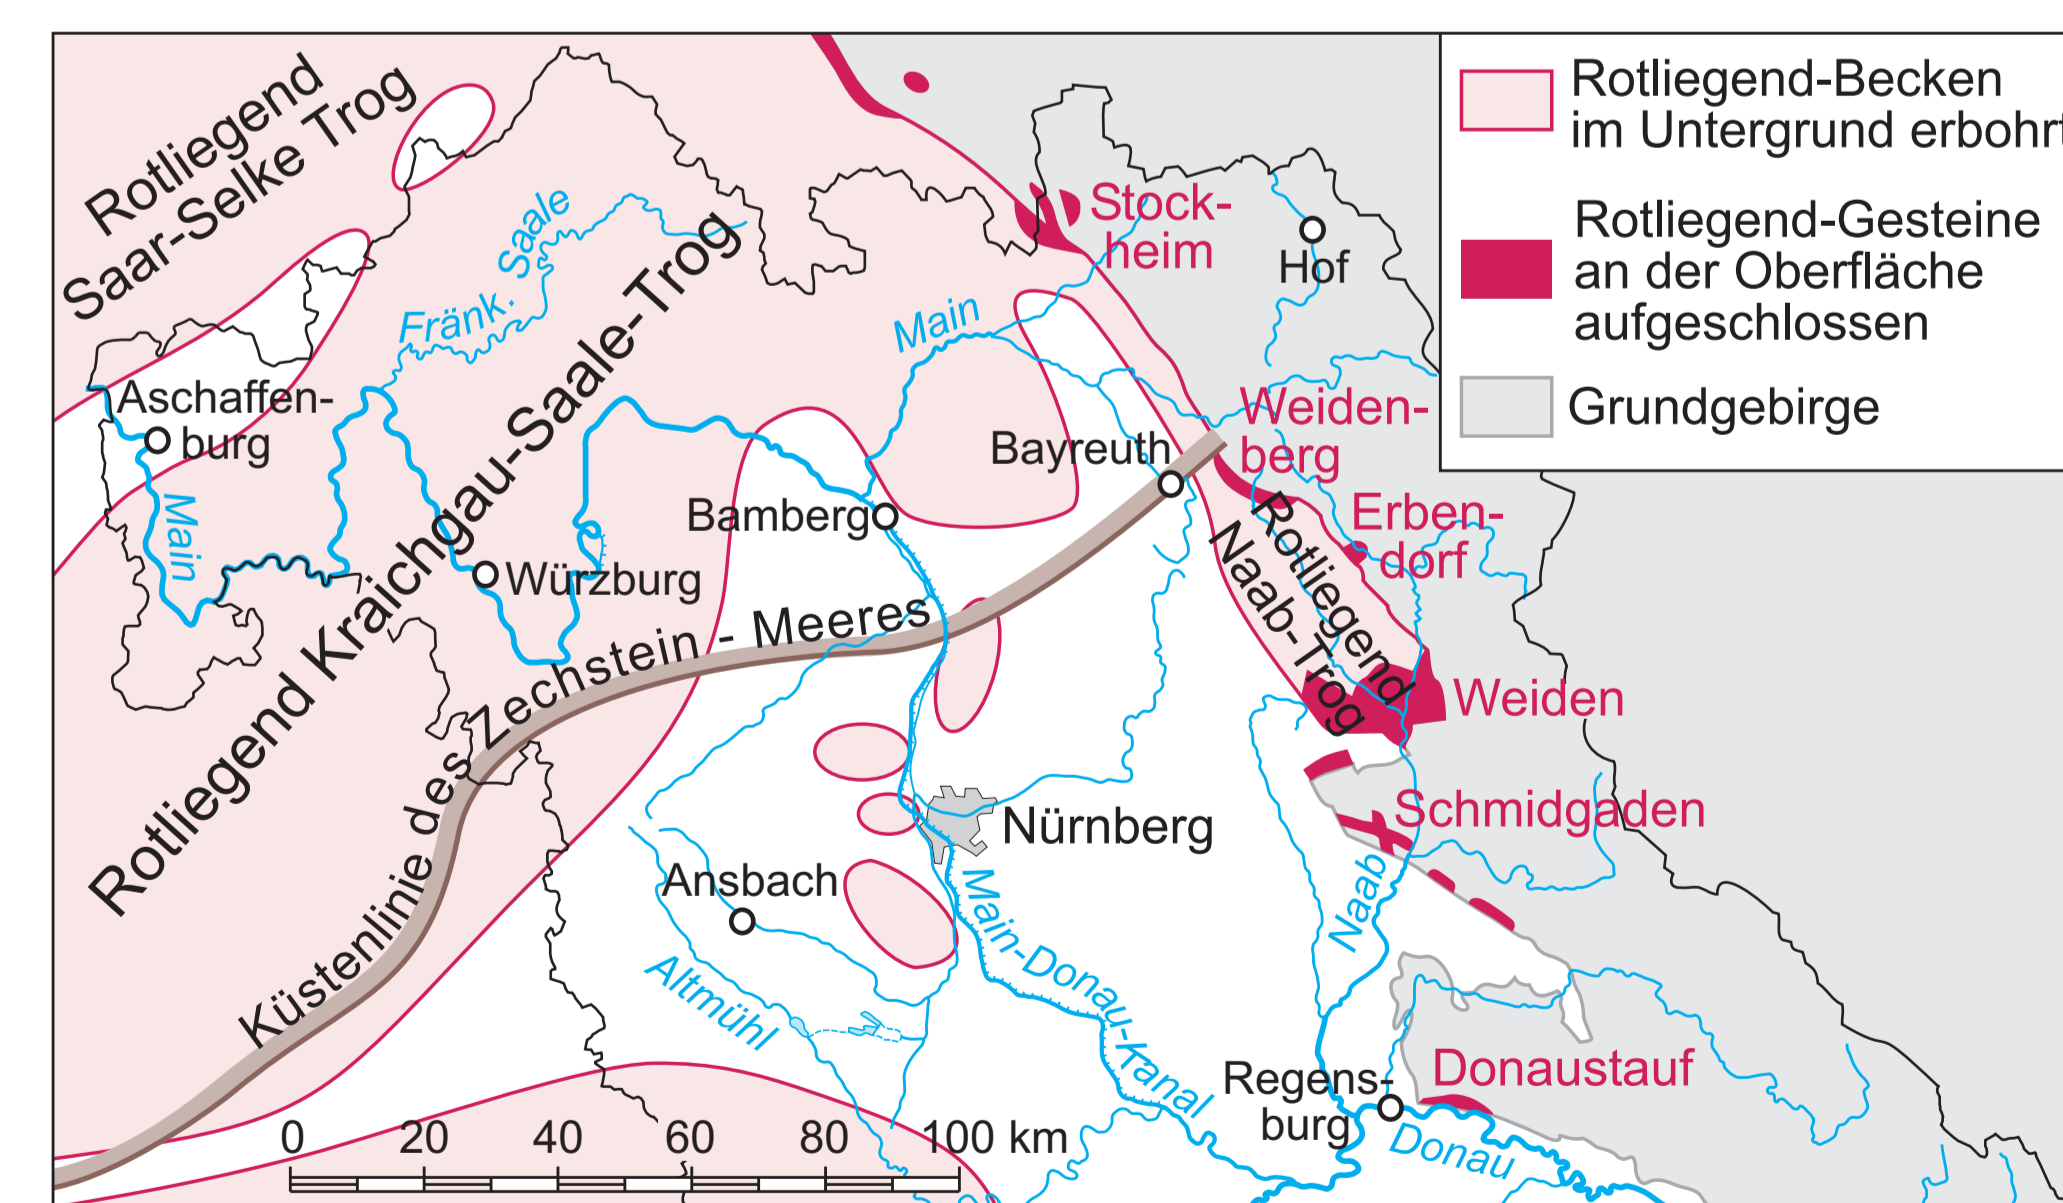 Rotliegend
Saar-Selke Trog
Rotliegend-Becken
im Untergrund erbohrt
Rotliegend-Gesteine
an der Oberfläche
aufgeschlossen
Grundgebirge
Stock-
heim
Hof
Fränk. Saale
Main
Rotliegend Kraichgau-Saale-Trog
Aschaffen-
burg
Main
Weiden-
berg
Bayreuth
Bamberg
Würzburg
Erben-
dorf
Rotliegend
Naab-Trog
Küstenlinie des Zechstein - Meeres
Weiden
Schmidgaden
Nürnberg
Ansbach
Naab
Altmühl
Main-Donau-Kanal
Donaustauf
Regens-
burg
Donau
0 20 40 60 80 100 km